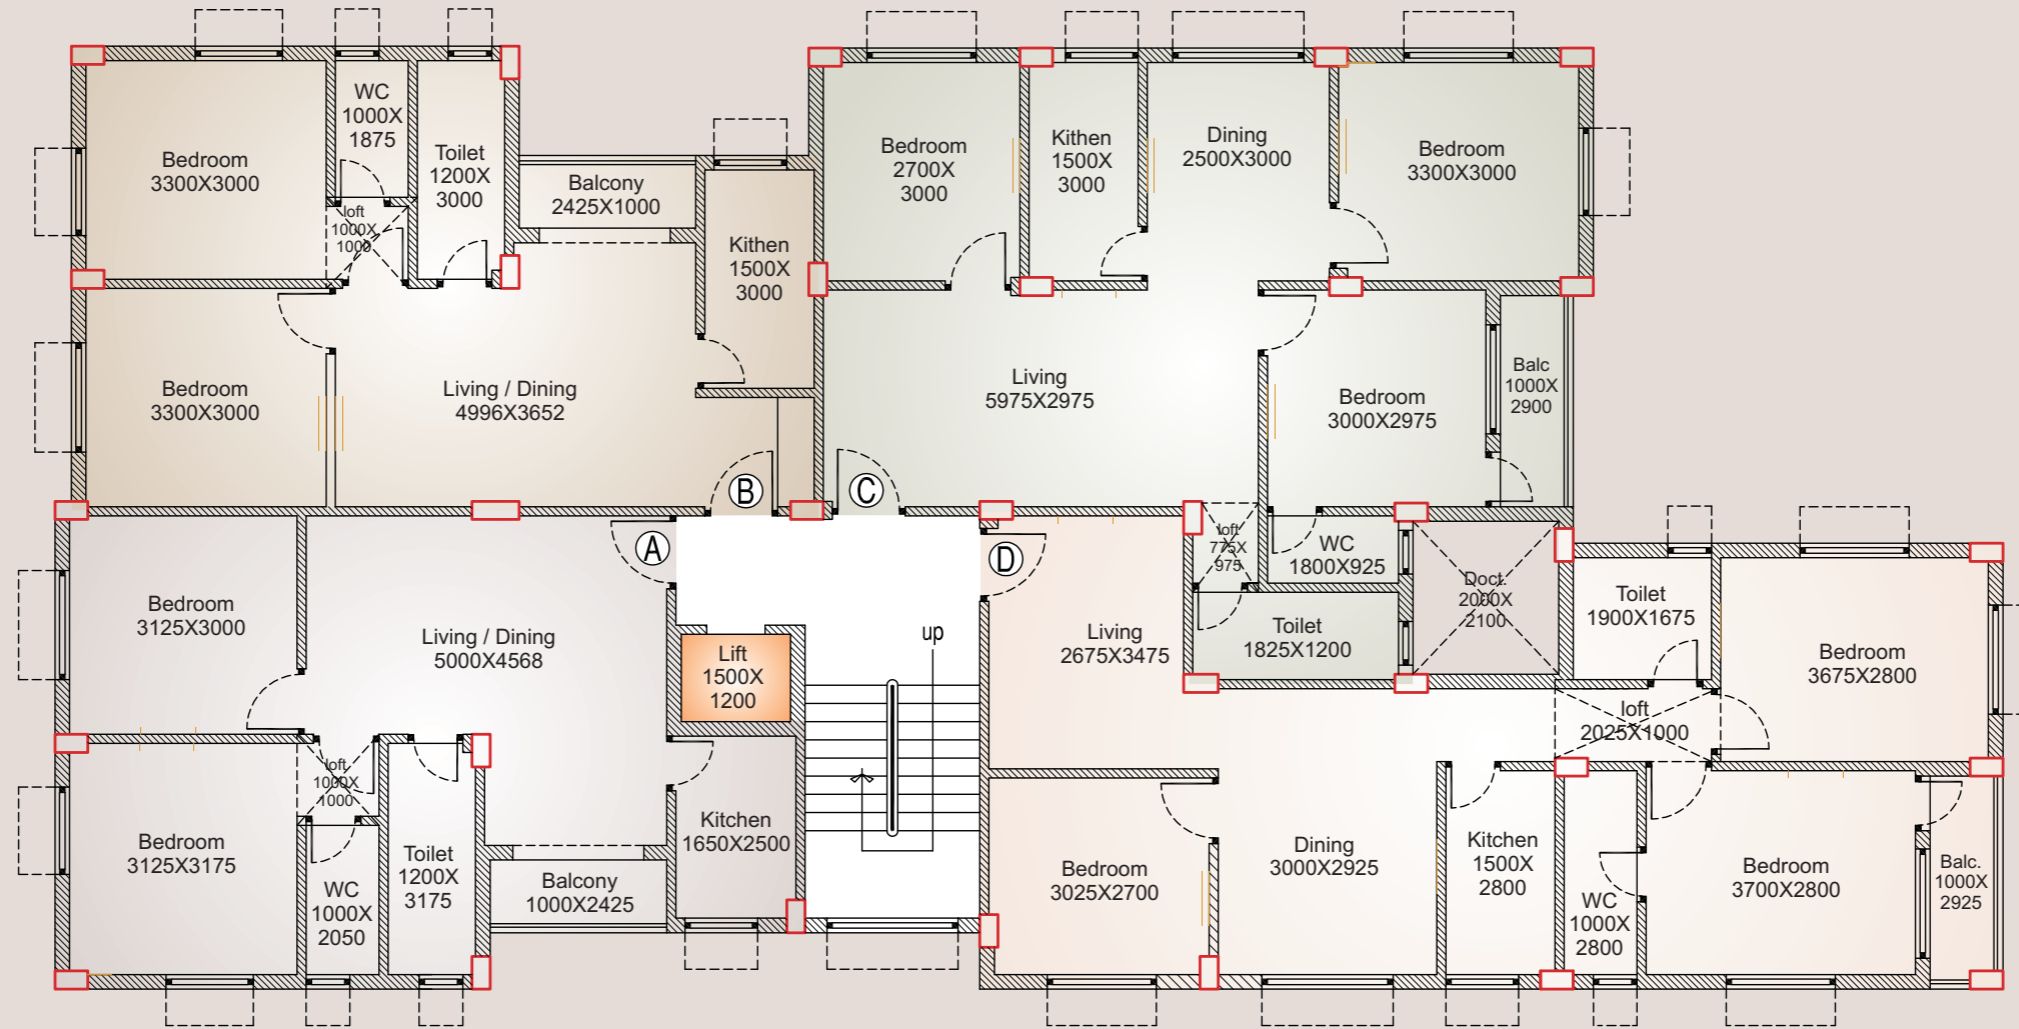 Bedroom
3300X3000
WC
1000X
1875
Toilet
1200X
3000
loft
1000X
1000
Balcony
2425X1000
Kithen
1500X
3000
Bedroom
3300X3000
Living / Dining
4996X3652
B
Bedroom
2700X
3000
Kithen
1500X
3000
Dining
2500X3000
Bedroom
3300X3000
Living
5975X2975
Bedroom
3000X2975
Balc
1000X
2900
C
loft
775X
975
WC
1800X925
Toilet
1825X1200
Doct.
2000X
2100
A
Bedroom
3125X3000
Living / Dining
5000X4568
Lift
1500X
1200
up
Bedroom
3125X3175
loft
1000X
1000
WC
1000X
2050
Toilet
1200X
3175
Balcony
1000X2425
Kitchen
1650X2500
D
Living
2675X3475
Toilet
1900X1675
Bedroom
3675X2800
loft
2025X1000
Bedroom
3025X2700
Dining
3000X2925
Kitchen
1500X
2800
WC
1000X
2800
Bedroom
3700X2800
Balc.
1000X
2925